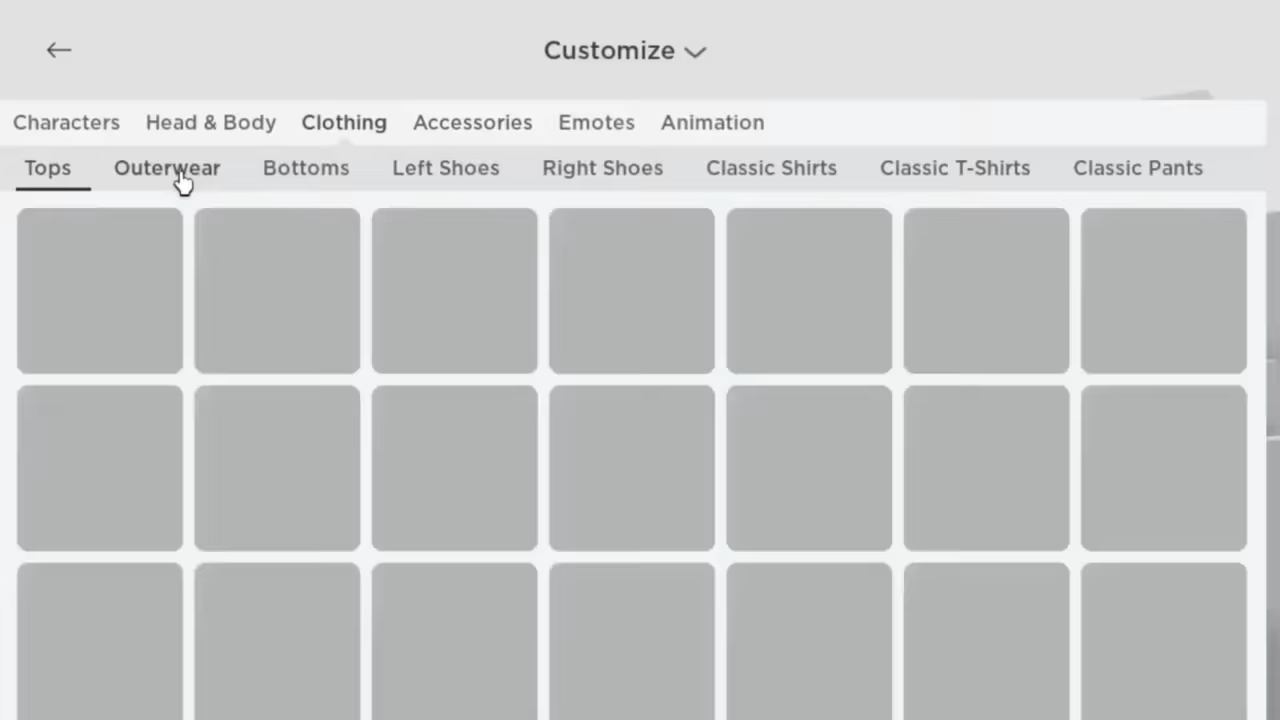 Customize
Characters Head & Body Clothing Accessories Emotes Animation
Tops Outerwear Bottoms Left Shoes Right Shoes Classic Shirts Classic T-Shirts Classic Pants